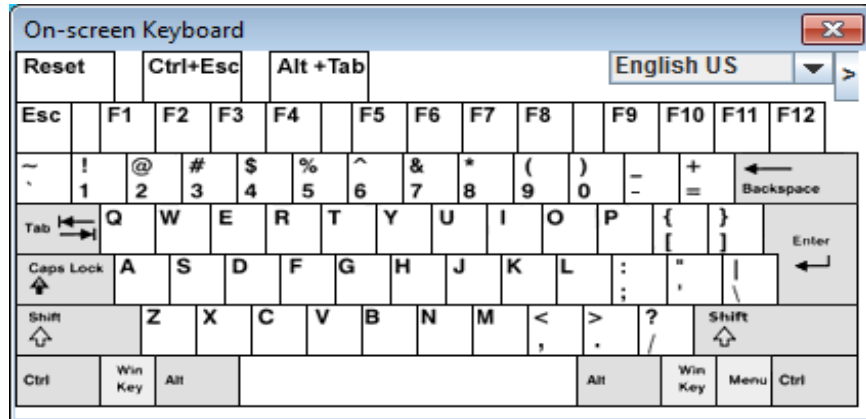 On-screen Keyboard
Reset Ctrl+Esc Alt +Tab English US >
Esc F1 F2 F3 F4 F5 F6 F7 F8 F9 F10 F11 F12
~ ! @ # $ % ^ & * ( ) _ +
` 1 2 3 4 5 6 7 8 9 0 - = Backspace
Tab Q W E R T Y U I O P { }
[ ] Enter
Caps Lock A S D F G H J K L : " |
; ' \
Shift Z X C V B N M < > ? Shift
, . /
Ctrl Win Key Alt Alt Win Key Menu Ctrl